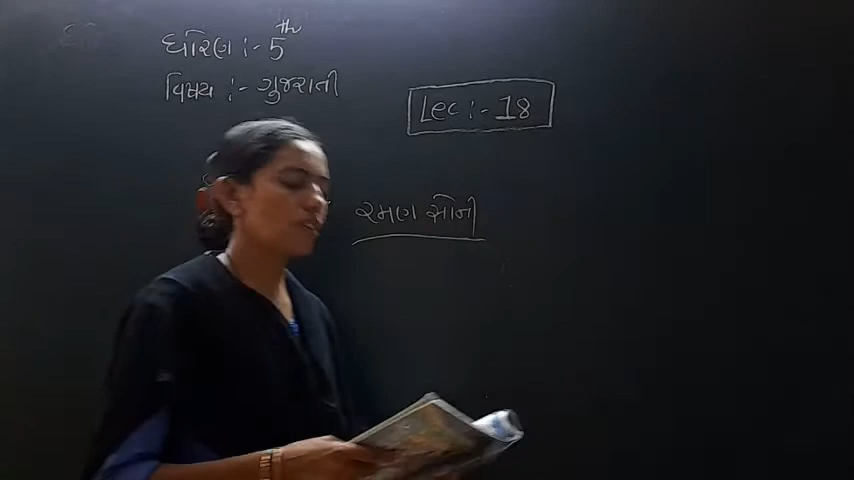 ધોરણ :- 5th
વિષય :- ગુજરાતી
Lec :- 18
રમણ સોની